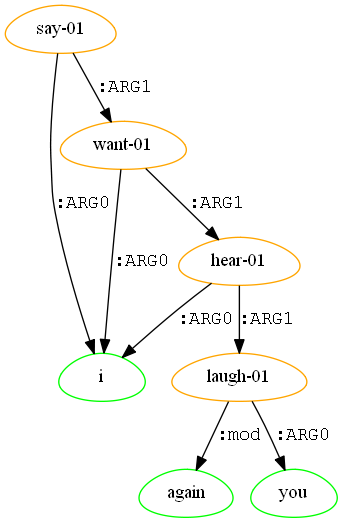 say-01
:ARG1
want-01
:ARG0
:ARG1
:ARG0
hear-01
:ARG0
:ARG1
i
laugh-01
:mod
:ARG0
again
you